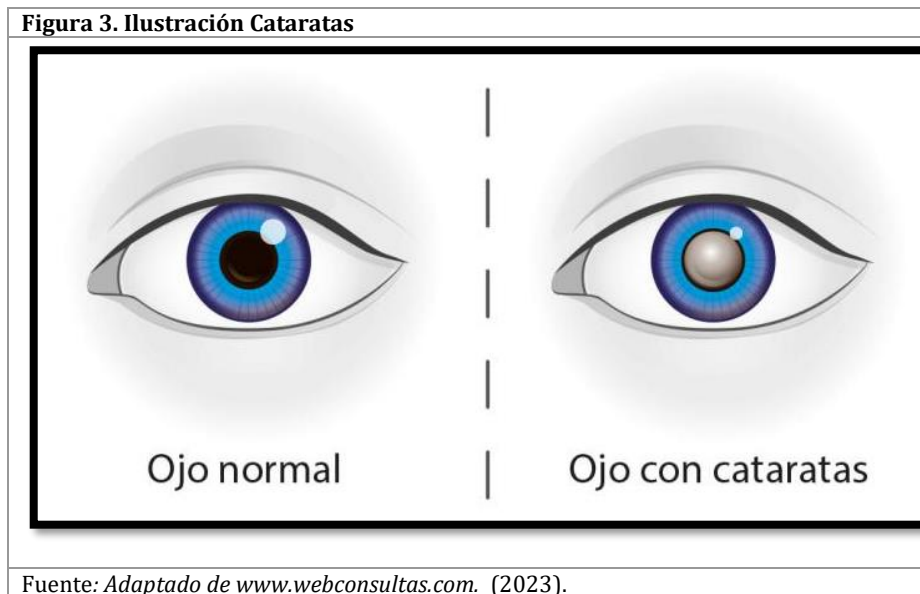 Figura 3. Ilustración Cataratas
Ojo normal
Ojo con cataratas
Fuente: Adaptado de www.webconsultas.com. (2023).